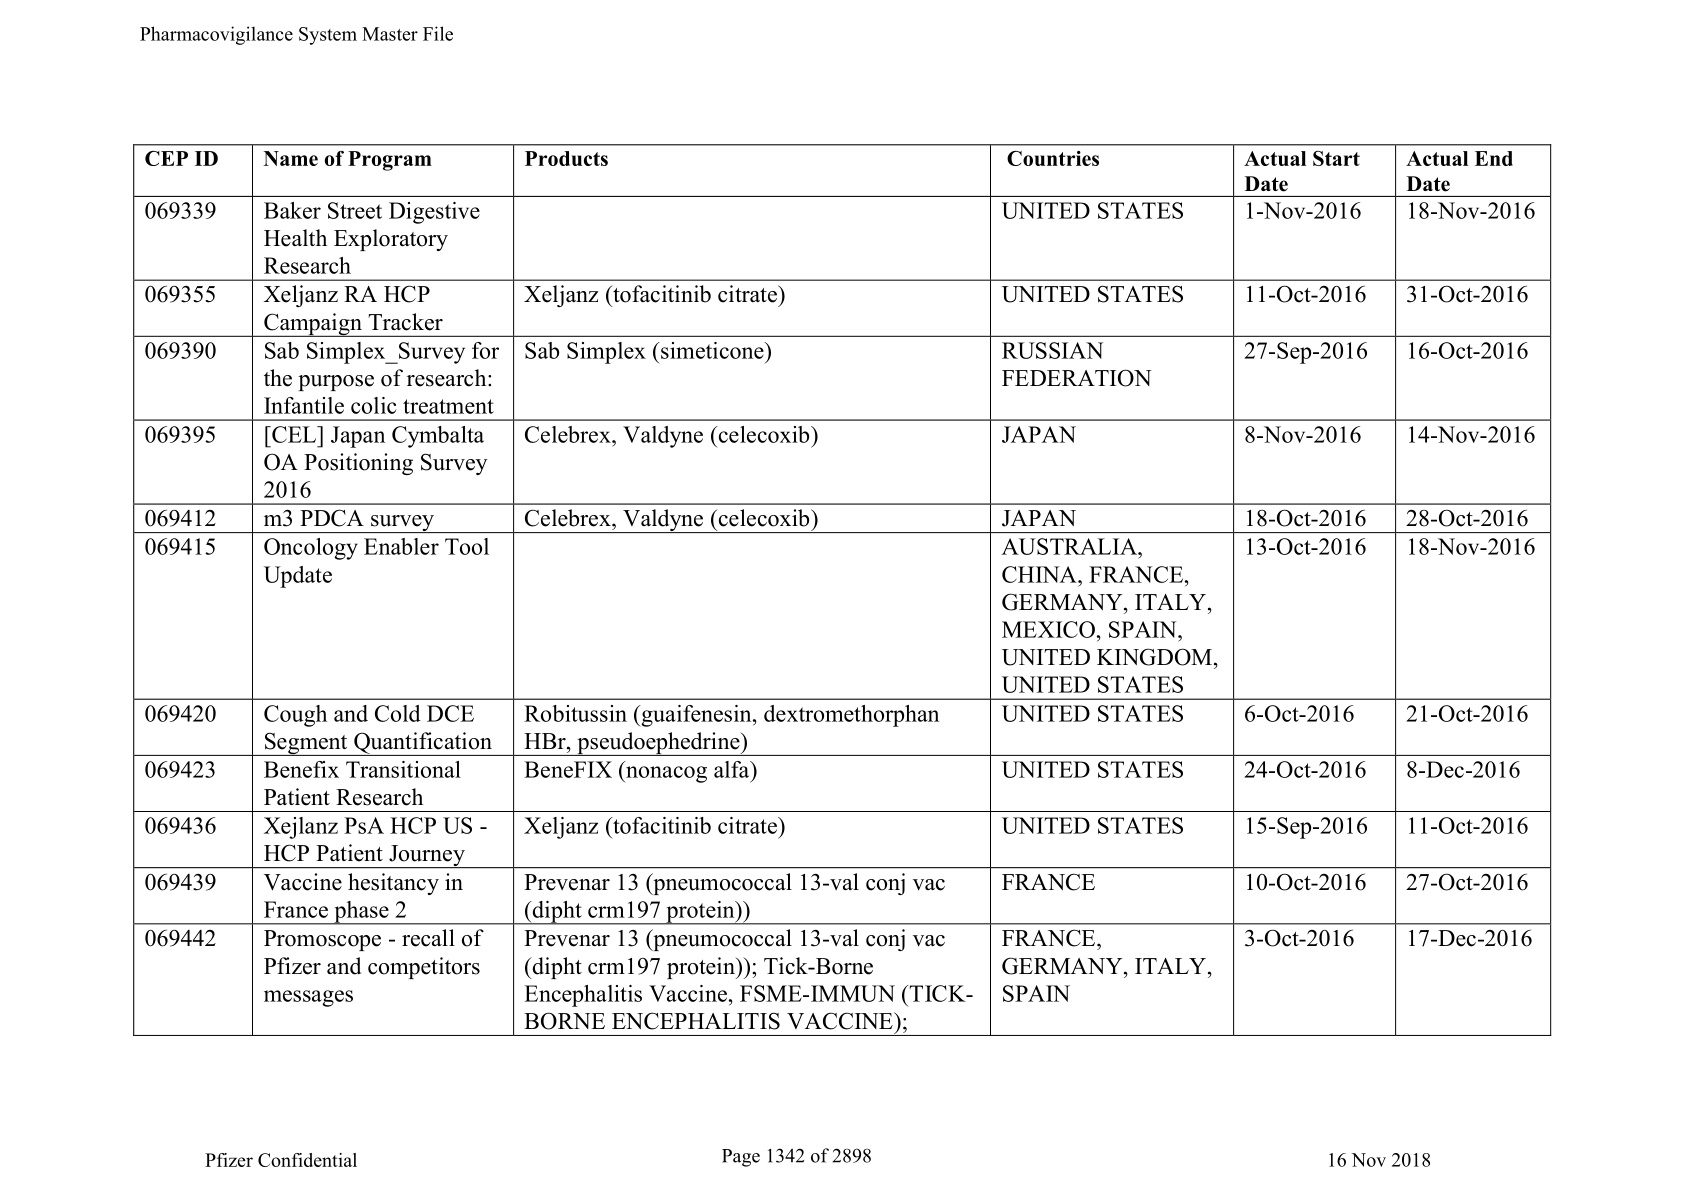 Pharmacovigilance System Master File
CEP ID Name of Program Products Countries Actual Start Date Actual End Date
069339 Baker Street Digestive Health Exploratory Research UNITED STATES 1-Nov-2016 18-Nov-2016
069355 Xeljanz RA HCP Campaign Tracker Xeljanz (tofacitinib citrate) UNITED STATES 11-Oct-2016 31-Oct-2016
069390 Sab Simplex_Survey for the purpose of research: Infantile colic treatment Sab Simplex (simeticone) RUSSIAN FEDERATION 27-Sep-2016 16-Oct-2016
069395 [CEL] Japan Cymbalta OA Positioning Survey 2016 Celebrex, Valdyne (celecoxib) JAPAN 8-Nov-2016 14-Nov-2016
069412 m3 PDCA survey Celebrex, Valdyne (celecoxib) JAPAN 18-Oct-2016 28-Oct-2016
069415 Oncology Enabler Tool Update AUSTRALIA, CHINA, FRANCE, GERMANY, ITALY, MEXICO, SPAIN, UNITED KINGDOM, UNITED STATES 13-Oct-2016 18-Nov-2016
069420 Cough and Cold DCE Segment Quantification Robitussin (guaifenesin, dextromethorphan HBr, pseudoephedrine) UNITED STATES 6-Oct-2016 21-Oct-2016
069423 Benefix Transitional Patient Research BeneFIX (nonacog alfa) UNITED STATES 24-Oct-2016 8-Dec-2016
069436 Xejlanz PsA HCP US - HCP Patient Journey Xeljanz (tofacitinib citrate) UNITED STATES 15-Sep-2016 11-Oct-2016
069439 Vaccine hesitancy in France phase 2 Prevenar 13 (pneumococcal 13-val conj vac (dipht crm197 protein)) FRANCE 10-Oct-2016 27-Oct-2016
069442 Promoscope - recall of Pfizer and competitors messages Prevenar 13 (pneumococcal 13-val conj vac (dipht crm197 protein)); Tick-Borne Encephalitis Vaccine, FSME-IMMUN (TICK-BORNE ENCEPHALITIS VACCINE); FRANCE, GERMANY, ITALY, SPAIN 3-Oct-2016 17-Dec-2016
Pfizer Confidential Page 1342 of 2898 16 Nov 2018